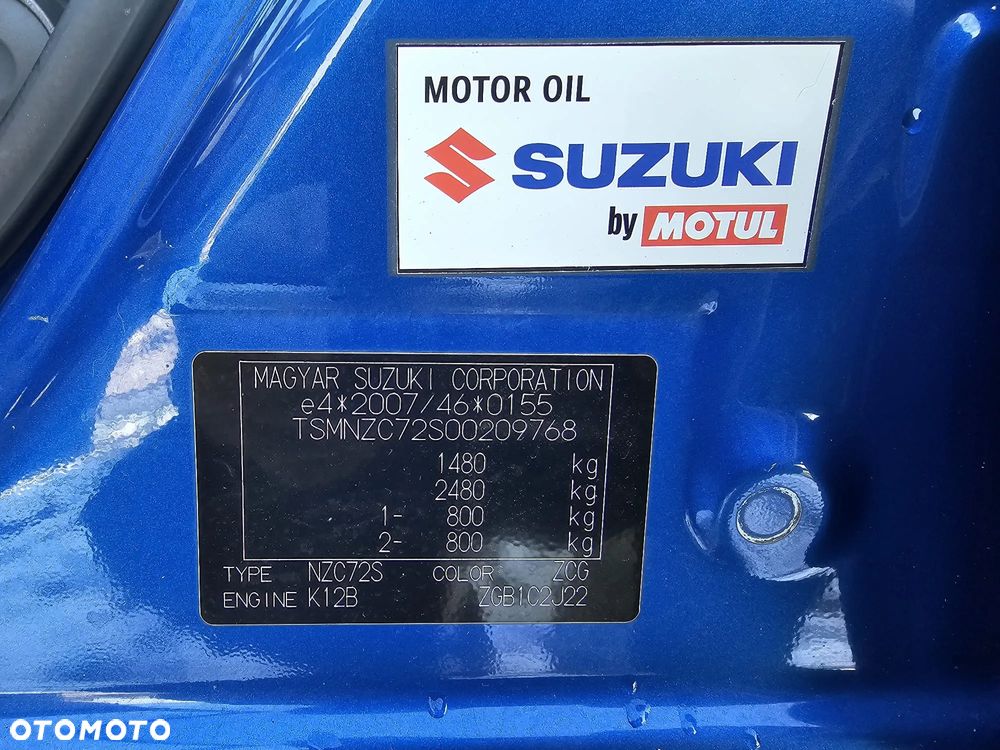 MOTOR OIL
SUZUKI
by MOTUL
MAGYAR SUZUKI CORPORATION
e4*2007/46*0155
TSMNZC72S00209768
1480 kg
2480 kg
1- 800 kg
2- 800 kg
TYPE NZC72S COLOR ZCG
ENGINE K12B ZGB1C2J22
OTOMOTO